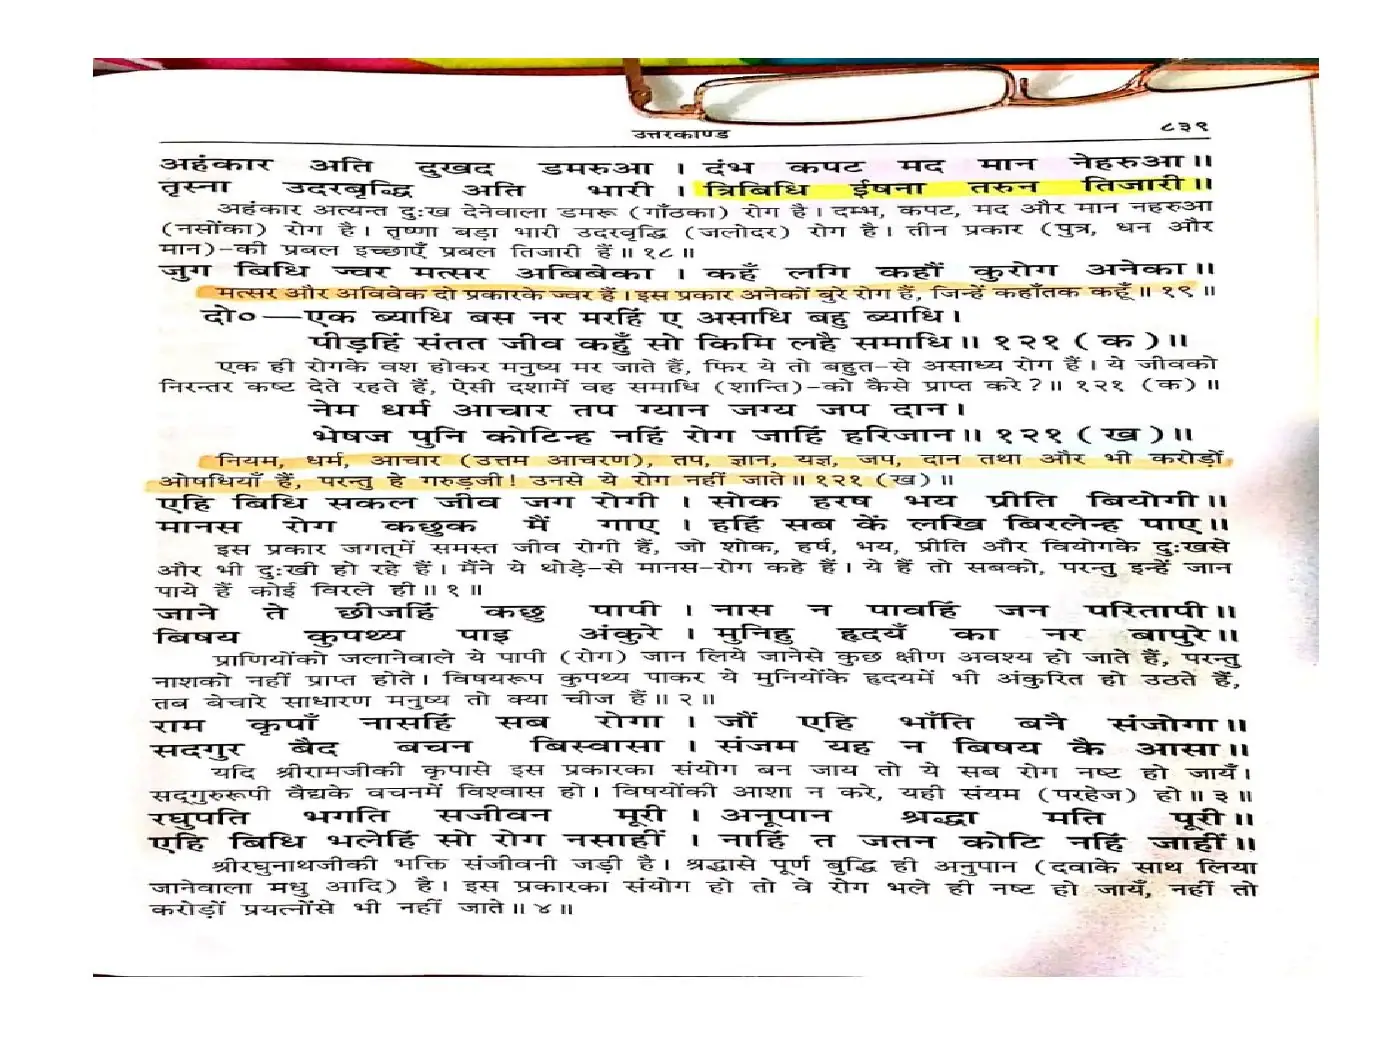 उत्तरकाण्ड ८३९
अहंकार अति दुखद डमरुआ । दंभ कपट मद मान नेहरुआ॥
तृस्ना उदरबृद्धि अति भारी । त्रिबिधि ईषना तरुन तिजारी॥
अहंकार अत्यन्त दुःख देनेवाला डमरू (गाँठका) रोग है। दम्भ, कपट, मद और मान नहरुआ
(नसोंका) रोग है। तृष्णा बड़ा भारी उदरवृद्धि (जलोदर) रोग है। तीन प्रकार (पुत्र, धन और
मान)-की प्रबल इच्छाएँ प्रबल तिजारी हैं॥ १८॥
जुग बिधि ज्वर मत्सर अबिबेका । कहँ लगि कहौं कुरोग अनेका॥
मत्सर और अविवेक दो प्रकारके ज्वर हैं। इस प्रकार अनेकों बुरे रोग हैं, जिन्हें कहाँतक कहूँ॥ १९॥
दो०—एक ब्याधि बस नर मरहिं ए असाधि बहु ब्याधि।
पीड़हिं संतत जीव कहुँ सो किमि लहै समाधि॥ १२१ (क)॥
एक ही रोगके वश होकर मनुष्य मर जाते हैं, फिर ये तो बहुत-से असाध्य रोग हैं। ये जीवको
निरन्तर कष्ट देते रहते हैं, ऐसी दशामें वह समाधि (शान्ति)-को कैसे प्राप्त करे?॥ १२१ (क)॥
नेम धर्म आचार तप ग्यान जग्य जप दान।
भेषज पुनि कोटिन्ह नहिं रोग जाहिं हरिजान॥ १२१ (ख)॥
नियम, धर्म, आचार (उत्तम आचरण), तप, ज्ञान, यज्ञ, जप, दान तथा और भी करोड़ों
ओषधियाँ हैं, परन्तु हे गरुड़जी! उनसे ये रोग नहीं जाते॥ १२१ (ख)॥
एहि बिधि सकल जीव जग रोगी । सोक हरष भय प्रीति बियोगी॥
मानस रोग कछुक मैं गाए । हहिं सब कें लखि बिरलेन्ह पाए॥
इस प्रकार जगत्‌में समस्त जीव रोगी हैं, जो शोक, हर्ष, भय, प्रीति और वियोगके दुःखसे
और भी दुःखी हो रहे हैं। मैंने ये थोड़े-से मानस-रोग कहे हैं। ये हैं तो सबको, परन्तु इन्हें जान
पाये हैं कोई विरले ही॥ १॥
जाने ते छीजहिं कछु पापी । नास न पावहिं जन परितापी॥
बिषय कुपथ्य पाइ अंकुरे । मुनिहु हृदयँ का नर बापुरे॥
प्राणियोंको जलानेवाले ये पापी (रोग) जान लिये जानेसे कुछ क्षीण अवश्य हो जाते हैं, परन्तु
नाशको नहीं प्राप्त होते। विषयरूप कुपथ्य पाकर ये मुनियोंके हृदयमें भी अंकुरित हो उठते हैं,
तब बेचारे साधारण मनुष्य तो क्या चीज हैं॥ २॥
राम कृपाँ नासहिं सब रोगा । जौं एहि भाँति बनै संजोगा॥
सदगुर बैद बचन बिस्वासा । संजम यह न बिषय कै आसा॥
यदि श्रीरामजीकी कृपासे इस प्रकारका संयोग बन जाय तो ये सब रोग नष्ट हो जायँ।
सद्‌गुरुरूपी वैद्यके वचनमें विश्वास हो। विषयोंकी आशा न करे, यही संयम (परहेज) हो॥ ३॥
रघुपति भगति सजीवन मूरी । अनूपान श्रद्धा मति पूरी॥
एहि बिधि भलेहिं सो रोग नसाहीं । नाहिं त जतन कोटि नहिं जाहीं॥
श्रीरघुनाथजीकी भक्ति संजीवनी जड़ी है। श्रद्धासे पूर्ण बुद्धि ही अनुपान (दवाके साथ लिया
जानेवाला मधु आदि) है। इस प्रकारका संयोग हो तो वे रोग भले ही नष्ट हो जायँ, नहीं तो
करोड़ों प्रयत्नोंसे भी नहीं जाते॥ ४॥